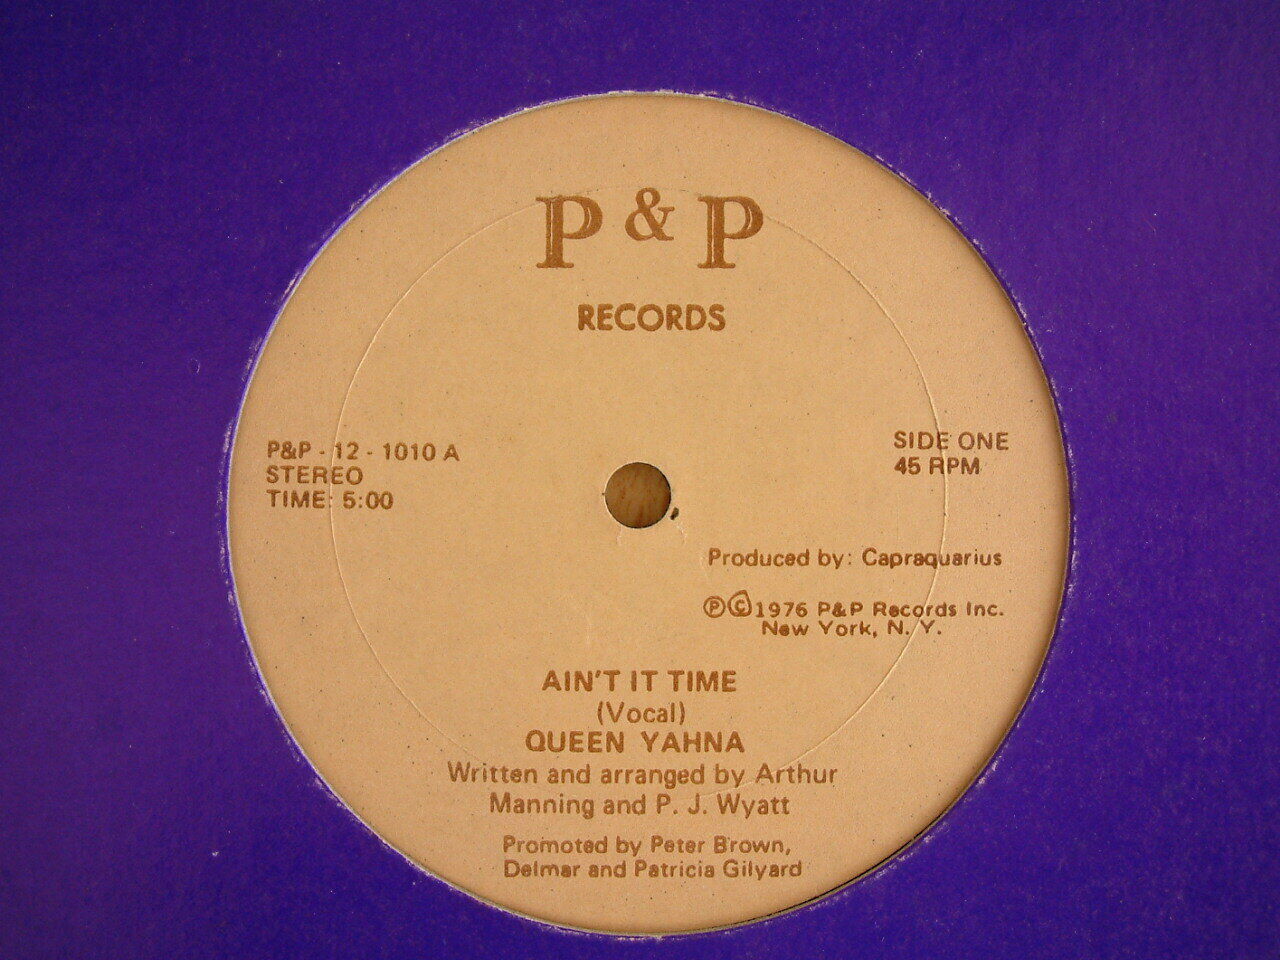 P & P
RECORDS
P&P - 12 - 1010 A
STEREO
TIME: 5:00
SIDE ONE
45 RPM
Produced by: Capraquarius
ⓅⒸ1976 P&P Records Inc.
New York, N. Y.
AIN'T IT TIME
(Vocal)
QUEEN YAHNA
Written and arranged by Arthur
Manning and P. J. Wyatt
Promoted by Peter Brown,
Delmar and Patricia Gilyard